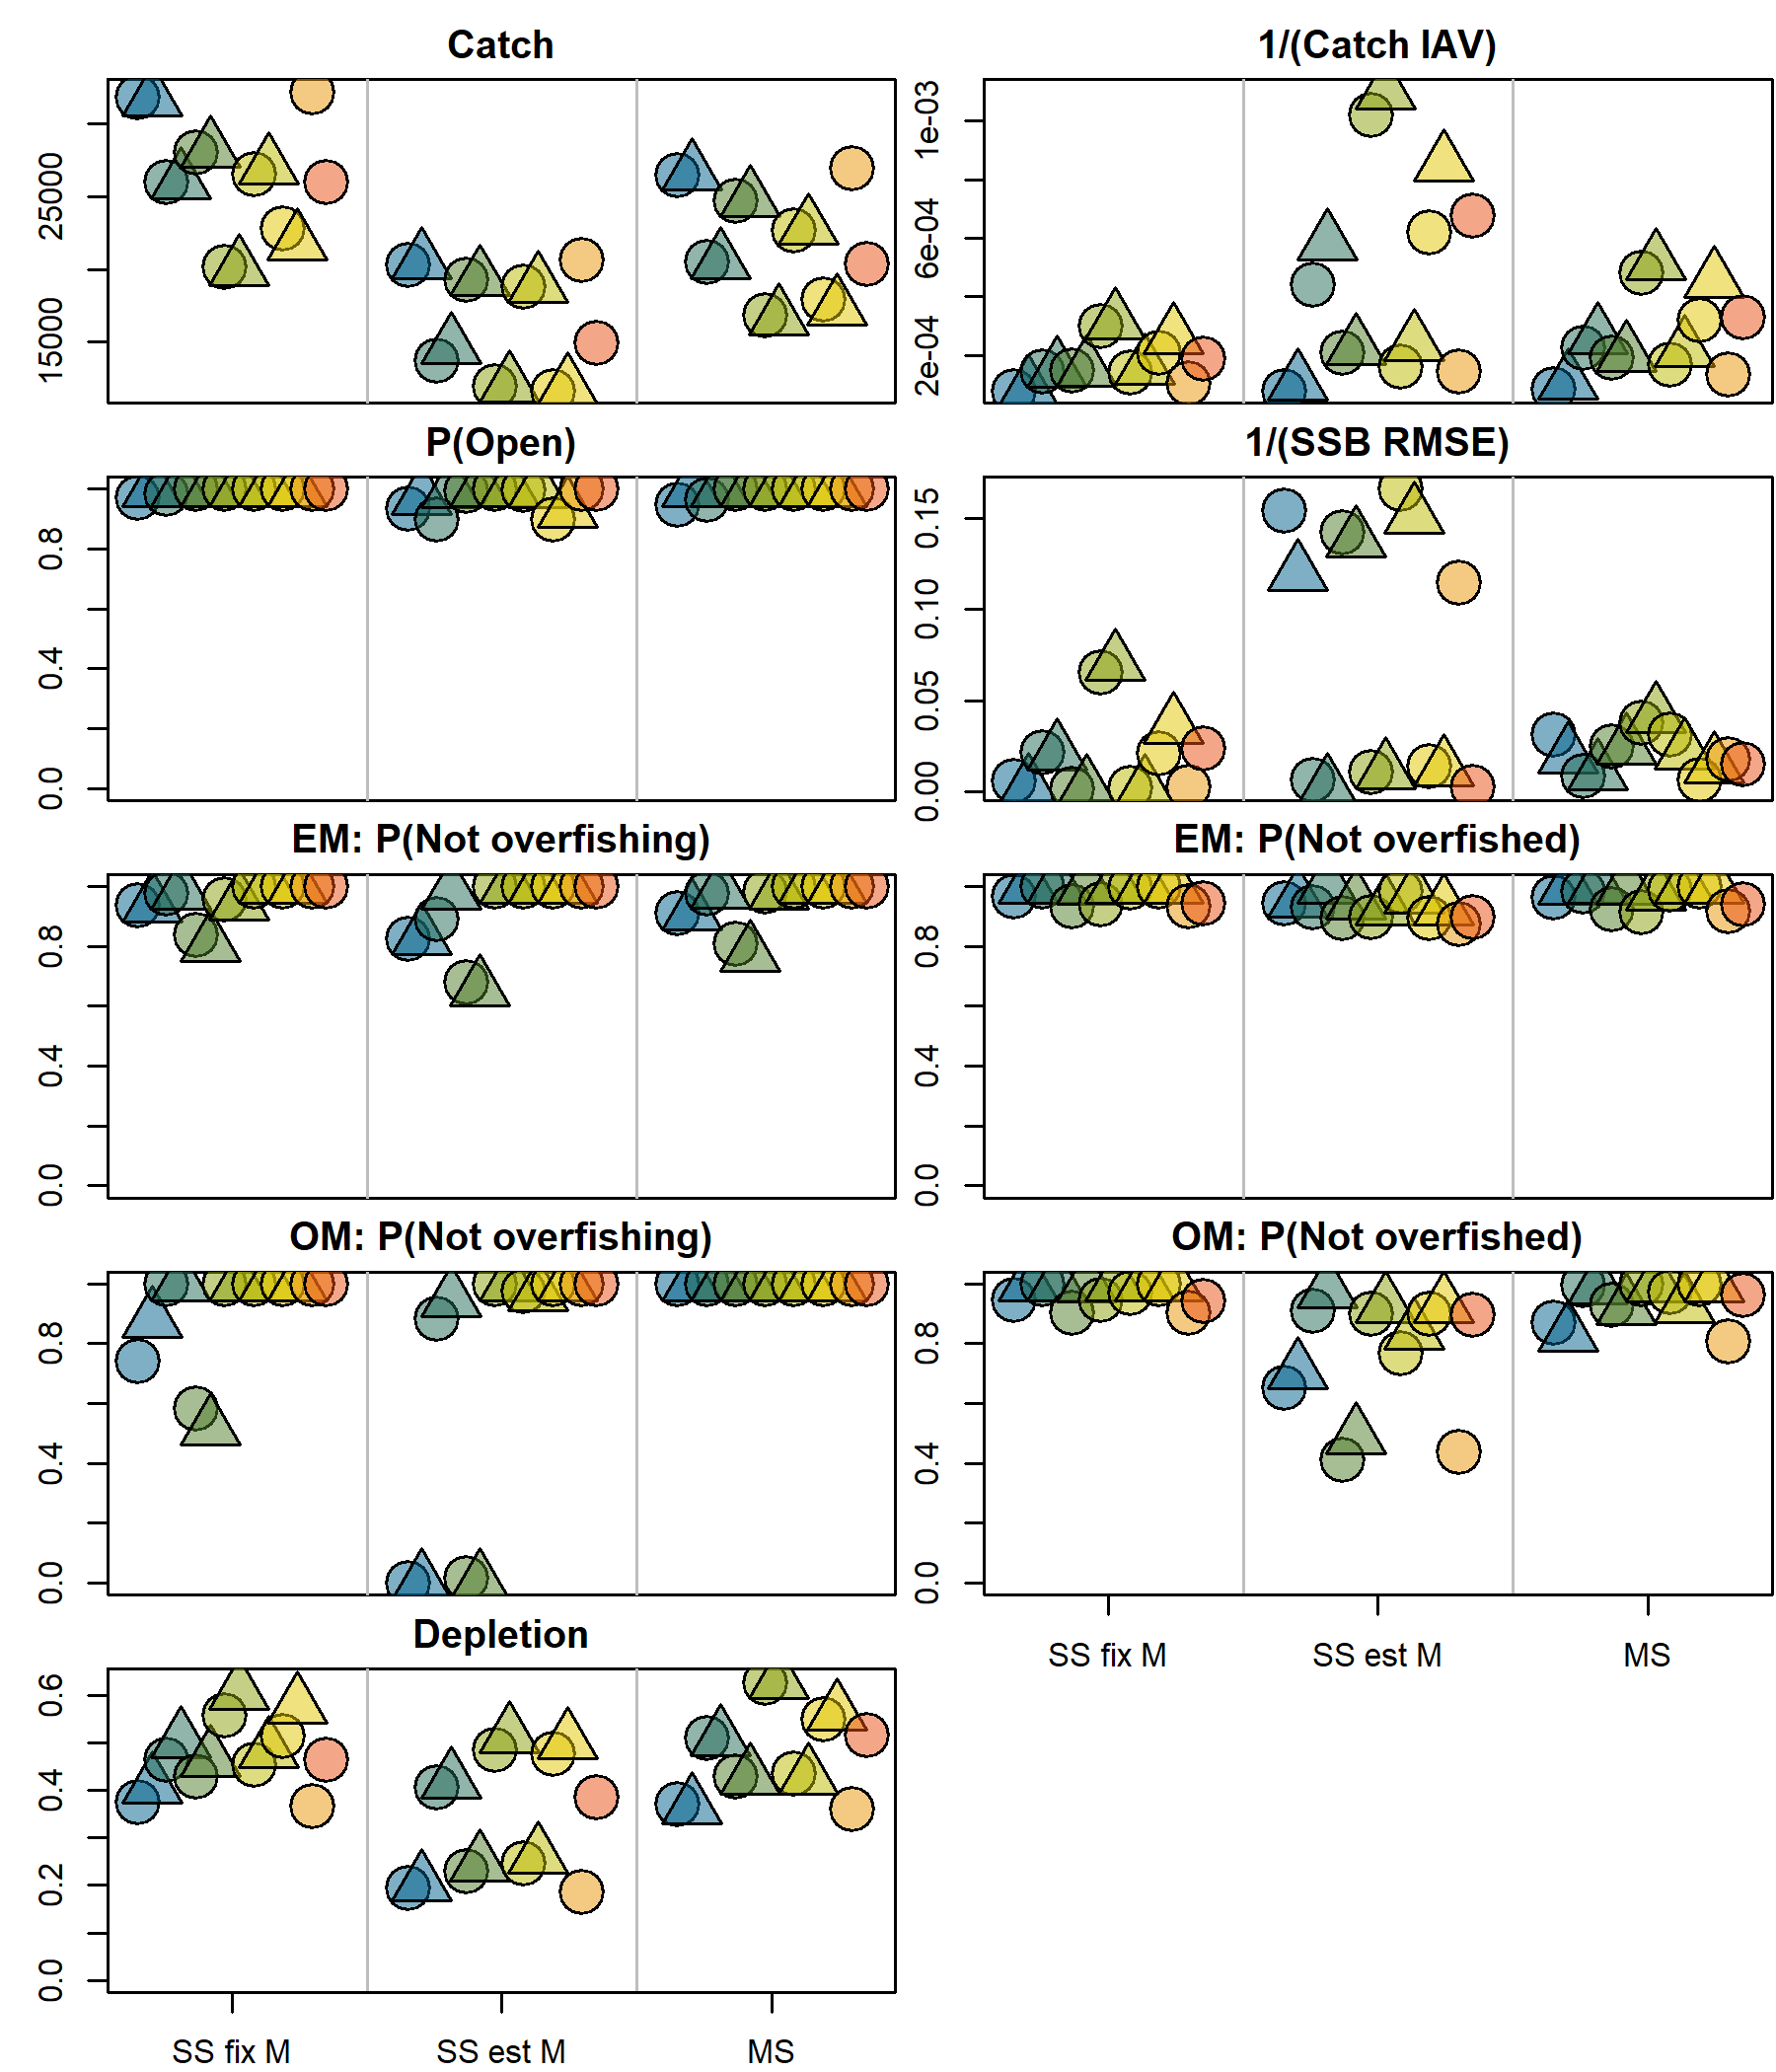 Catch
1/(Catch IAV)
15000 25000
2e-04 6e-04 1e-03
P(Open)
1/(SSB RMSE)
0.0 0.4 0.8
0.00 0.05 0.10 0.15
EM: P(Not overfishing)
EM: P(Not overfished)
0.0 0.4 0.8
0.0 0.4 0.8
OM: P(Not overfishing)
OM: P(Not overfished)
0.0 0.4 0.8
0.0 0.4 0.8
SS fix M SS est M MS
Depletion
0.0 0.2 0.4 0.6
SS fix M SS est M MS